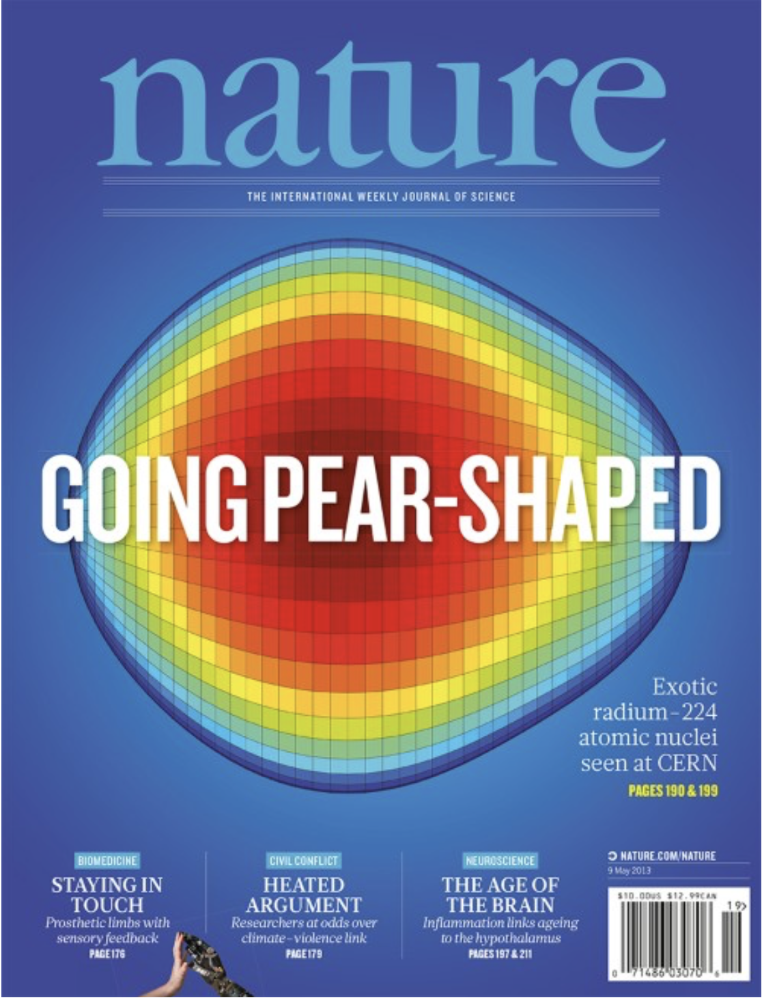 nature
THE INTERNATIONAL WEEKLY JOURNAL OF SCIENCE
GOING PEAR-SHAPED
Exotic
radium-224
atomic nuclei
seen at CERN
PAGES 190 & 199
BIOMEDICINE
STAYING IN
TOUCH
Prosthetic limbs with
sensory feedback
PAGE 176
CIVIL CONFLICT
HEATED
ARGUMENT
Researchers at odds over
climate-violence link
PAGE 179
NEUROSCIENCE
THE AGE OF
THE BRAIN
Inflammation links ageing
to the hypothalamus
PAGES 197 & 211
NATURE.COM/NATURE
9 May 2013
$10.00US $12.99CAN
19>
0 71486 03070 6